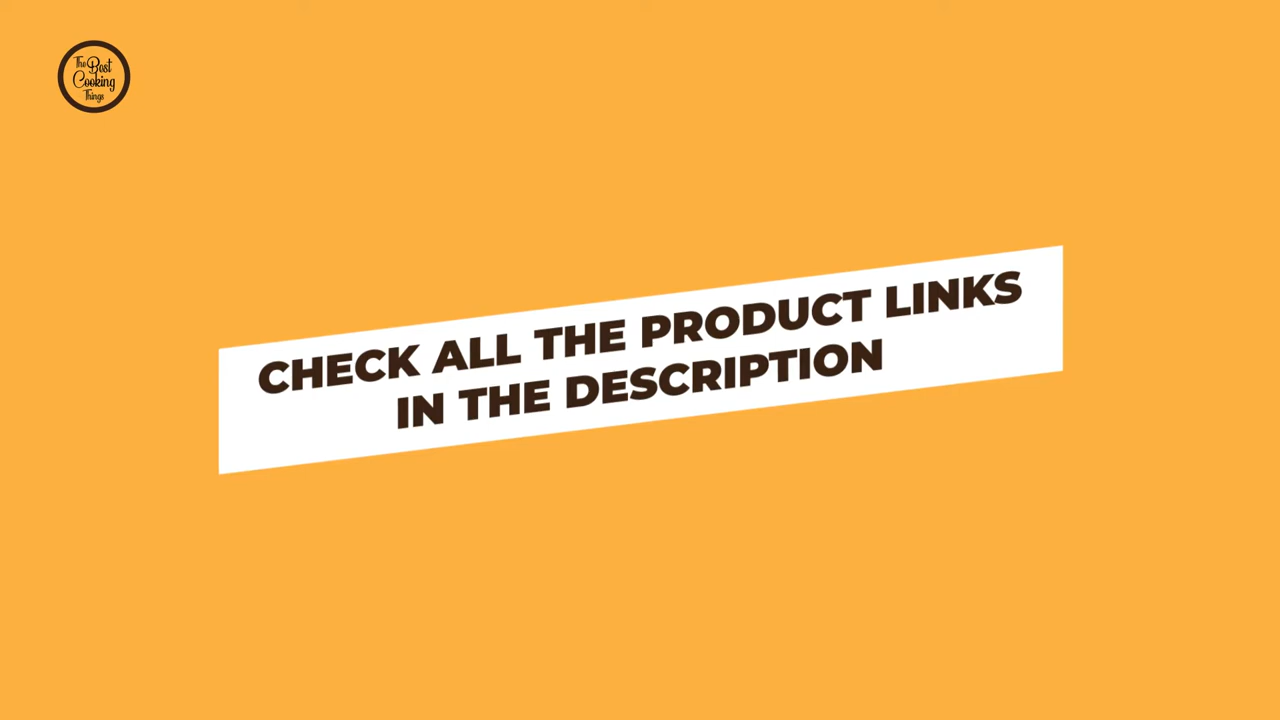 The Best
Cooking
Things
CHECK ALL THE PRODUCT LINKS
IN THE DESCRIPTION